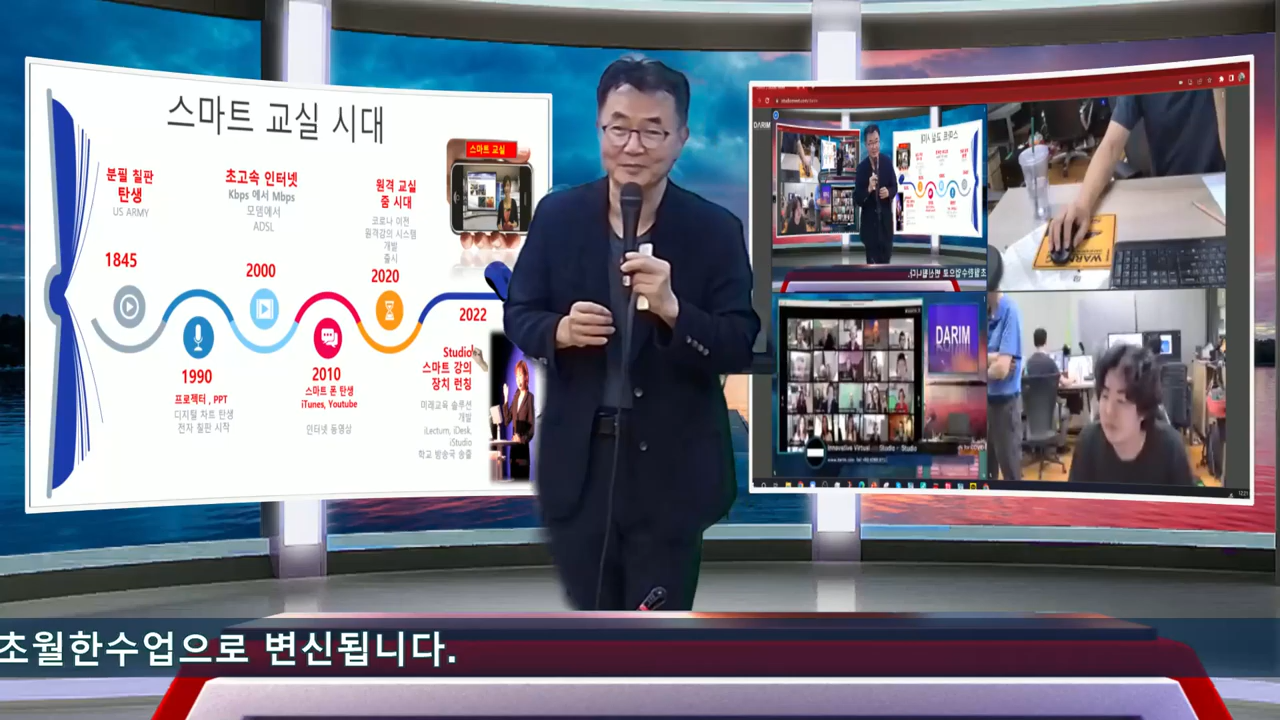 스마트 교실 시대
분필 칠판
탄생
US ARMY
1845
1990
프로젝터 , PPT
디지털 차트 탄생
전자 칠판 시작
초고속 인터넷
Kbps 에서 Mbps
모뎀에서
ADSL
2000
2010
스마트 폰 탄생
iTunes, Youtube
인터넷 동영상
원격 교실
줌 시대
코로나 이전
원격강의 시스템
개발
출시
2020
스마트 교실
2022
Studio
스마트 강의
장치 런칭
미래교육 솔루션
개발
iLecturn, iDesk,
iStudio
학교 방송국 송출
DARIM
DARIM
Innovative Virtual Studio - Studio
초월한수업으로 변신됩니다.